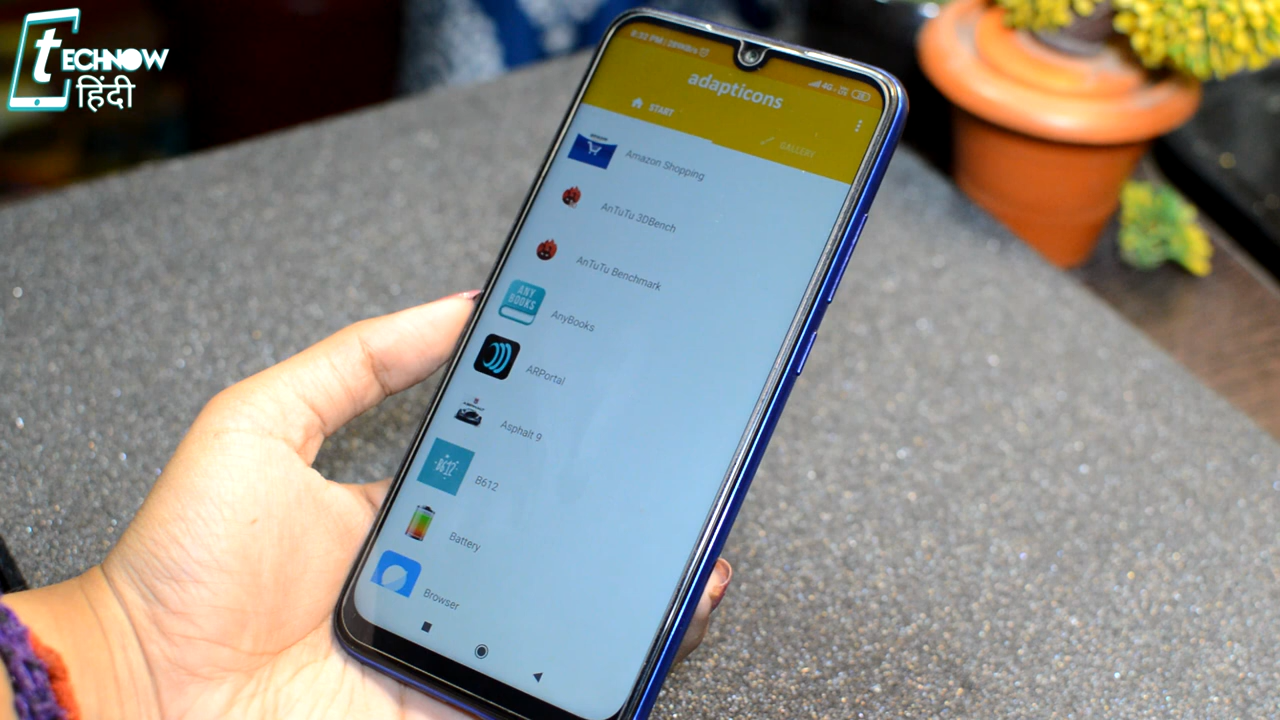 tECHNOW
हिंदी
adapticons
START
GALLERY
Amazon Shopping
AnTuTu 3DBench
AnTuTu Benchmark
ANY
BOOKS
AnyBooks
ARPortal
Asphalt 9
B612
B612
Battery
Browser